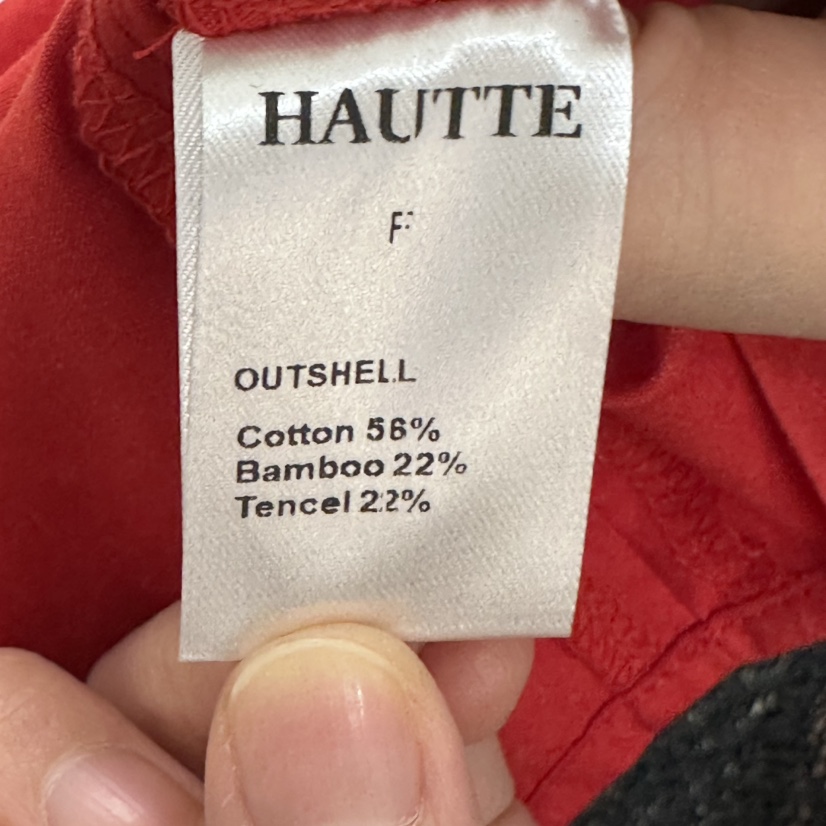 HAUTTE
F
OUTSHELL
Cotton 56%
Bamboo 22%
Tencel 22%